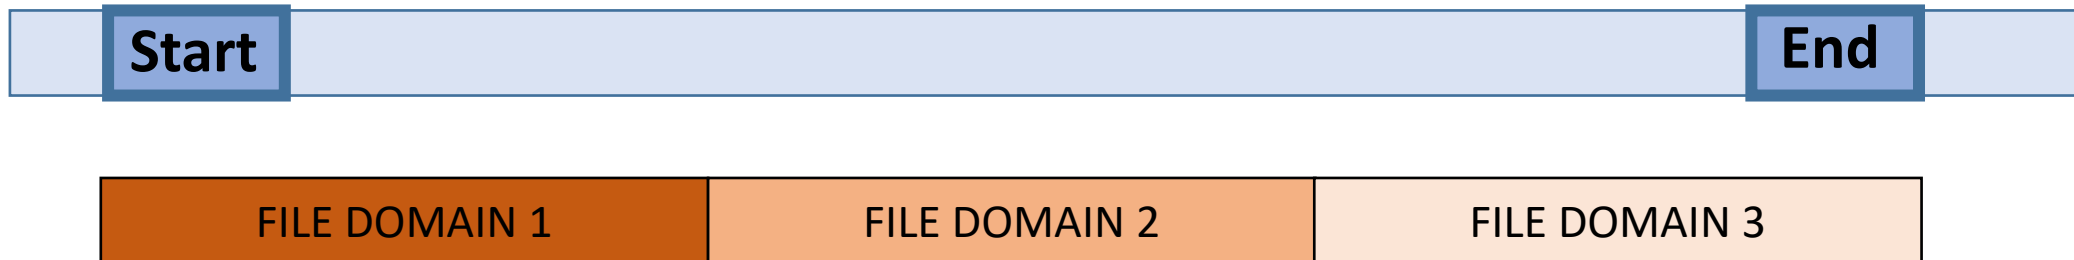 Start End
FILE DOMAIN 1 FILE DOMAIN 2 FILE DOMAIN 3